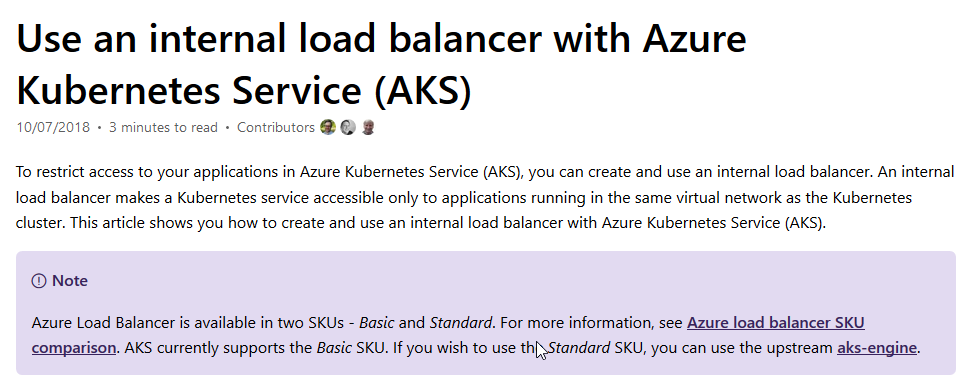 Use an internal load balancer with Azure
Kubernetes Service (AKS)
10/07/2018 • 3 minutes to read • Contributors
To restrict access to your applications in Azure Kubernetes Service (AKS), you can create and use an internal load balancer. An internal
load balancer makes a Kubernetes service accessible only to applications running in the same virtual network as the Kubernetes
cluster. This article shows you how to create and use an internal load balancer with Azure Kubernetes Service (AKS).
Note
Azure Load Balancer is available in two SKUs - Basic and Standard. For more information, see Azure load balancer SKU
comparison. AKS currently supports the Basic SKU. If you wish to use the Standard SKU, you can use the upstream aks-engine.